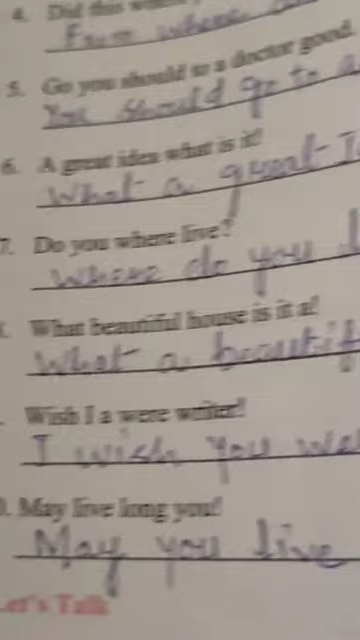 4. Did this
From where
5. Go you should to a doctor good.
You should go to a
6. A great idea what is it!
What a great I
7. Do you where live?
Where do you l
What beautiful house is it a!
What a beautif
Wish I a were writer!
I wish you we
0. May live long you!
May you live
Let's Talk